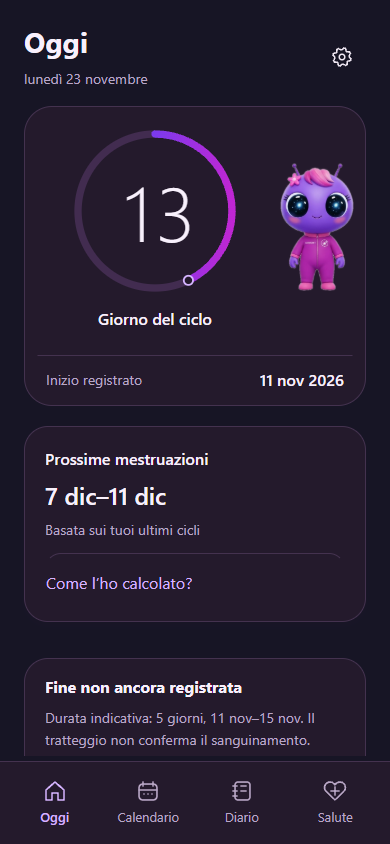 Oggi
lunedì 23 novembre
13
Giorno del ciclo
Inizio registrato
11 nov 2026
Prossime mestruazioni
7 dic–11 dic
Basata sui tuoi ultimi cicli
Come l’ho calcolato?
Fine non ancora registrata
Durata indicativa: 5 giorni, 11 nov–15 nov. Il
tratteggio non conferma il sanguinamento.
Oggi
Calendario
Diario
Salute